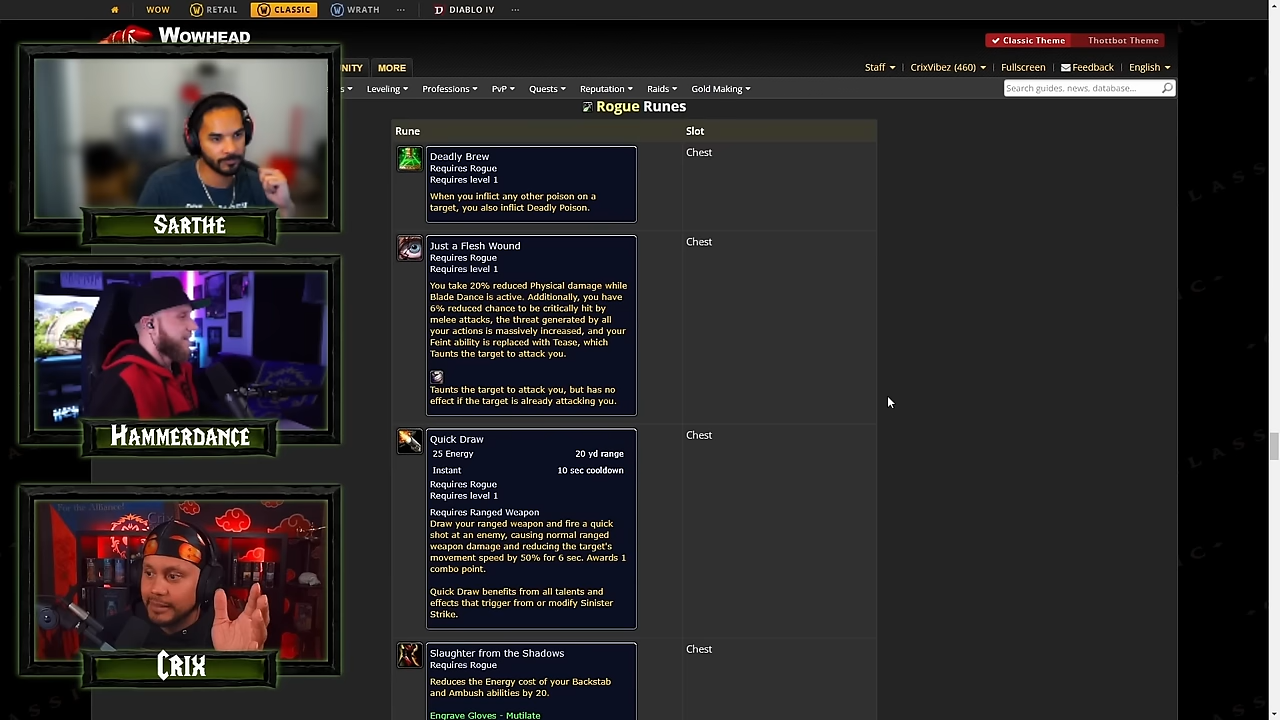 WOW
RETAIL
CLASSIC
WRATH
DIABLO IV
WOWHEAD
Classic Theme
Thottbot Theme
NITY
MORE
Staff
CrixVibez (460)
Fullscreen
Feedback
English
s
Leveling
Professio
PvP
Quests
Reputation
Raids
Gold Making
Search guides, news, database...
Rogue Runes
Rune
Slot
Deadly Brew
Requires Rogue
Requires level 1
When you inflict any other poison on a
target, you also inflict Deadly Poison.
Chest
Just a Flesh Wound
Requires Rogue
Requires level 1
You take 20% reduced Physical damage while
Blade Dance is active. Additionally, you have
6% reduced chance to be critically hit by
melee attacks, the threat generated by all
your actions is massively increased, and your
Feint ability is replaced with Tease, which
Taunts the target to attack you.
Taunts the target to attack you, but has no
effect if the target is already attacking you.
Chest
Quick Draw
25 Energy 20 yd range
Instant 10 sec cooldown
Requires Rogue
Requires level 1
Requires Ranged Weapon
Draw your ranged weapon and fire a quick
shot at an enemy, causing normal ranged
weapon damage and reducing the target's
movement speed by 50% for 6 sec. Awards 1
combo point.
Quick Draw benefits from all talents and
effects that trigger from or modify Sinister
Strike.
Chest
Slaughter from the Shadows
Requires Rogue
Reduces the Energy cost of your Backstab
and Ambush abilities by 20.
Engrave Gloves - Mutilate
Chest
SARTHE
HAMMERDANCE
For the Alliance!
CRIX